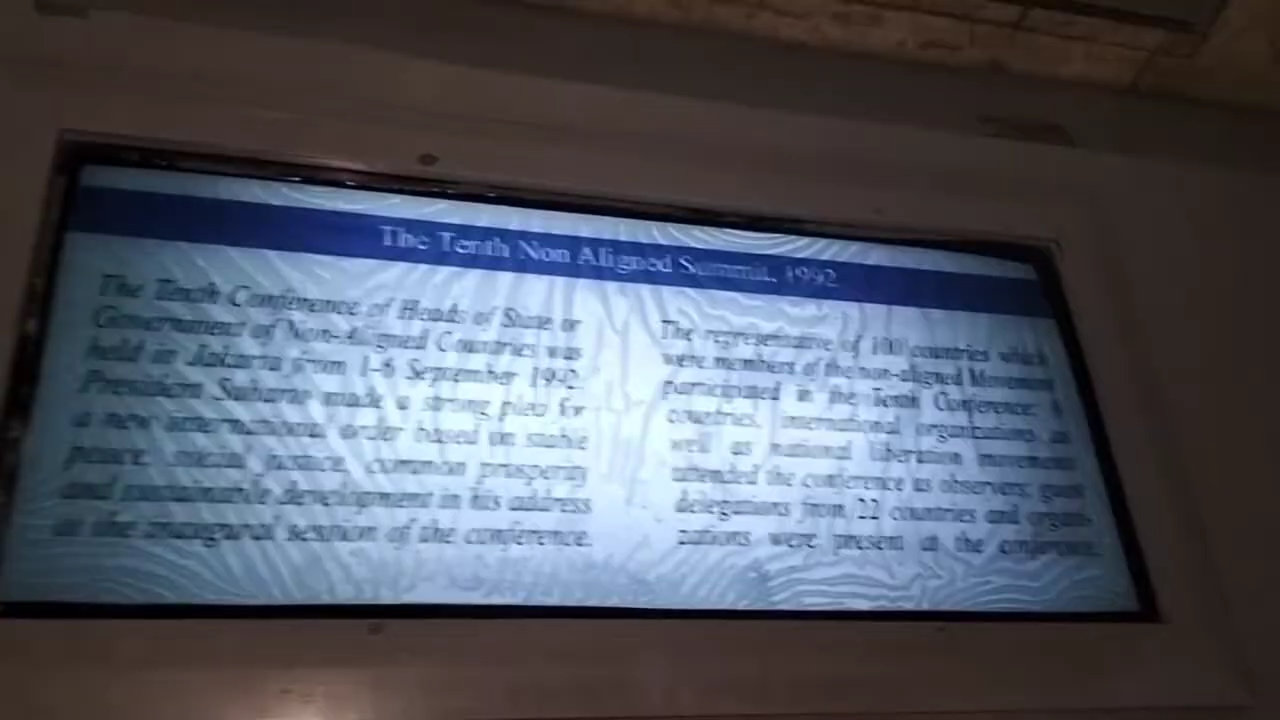 The Tenth Non Aligned Summit, 1992
The Tenth Conference of Heads of State or
Government of Non-Aligned Countries was
held in Jakarta from 1-6 September 1992.
President Suharto made a strong plea for
a new international order based on stable
peace, social justice, common prosperity
and sustainable development in his address
at the inaugural session of the conference.
The representative of 100 countries which
were members of the non-aligned Movement
participated in the Tenth Conference;
countries, international organizations as
well as national liberation movements
attended the conference as observers; guest
delegations from 22 countries and organi-
zations were present at the conference.